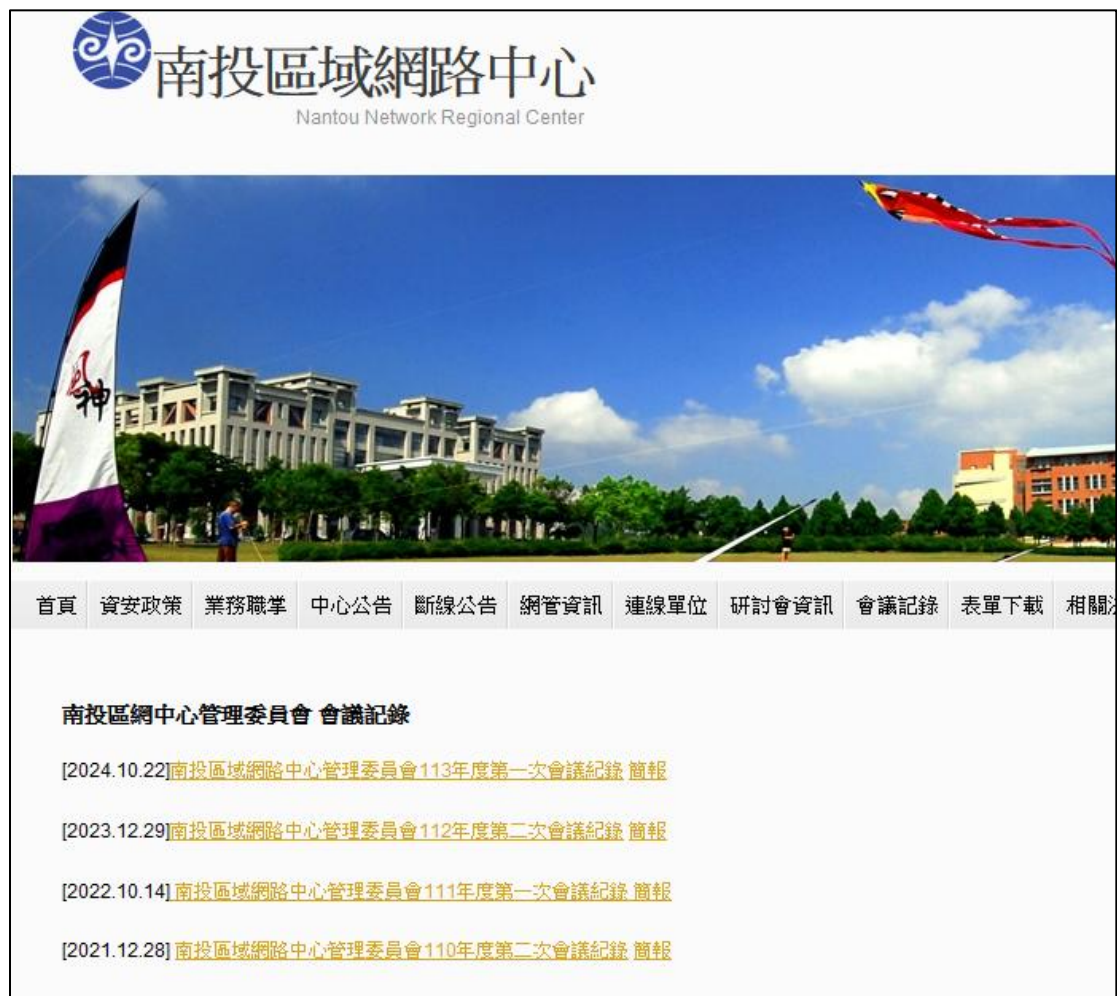 南投區域網路中心
Nantou Network Regional Center
風神
首頁 資安政策 業務職掌 中心公告 斷線公告 網管資訊 連線單位 研討會資訊 會議記錄 表單下載 相關
南投區網中心管理委員會 會議記錄
[2024.10.22]南投區域網路中心管理委員會113年度第一次會議紀錄 簡報
[2023.12.29]南投區域網路中心管理委員會112年度第二次會議紀錄 簡報
[2022.10.14] 南投區域網路中心管理委員會111年度第一次會議紀錄 簡報
[2021.12.28] 南投區域網路中心管理委員會110年度第二次會議紀錄 簡報